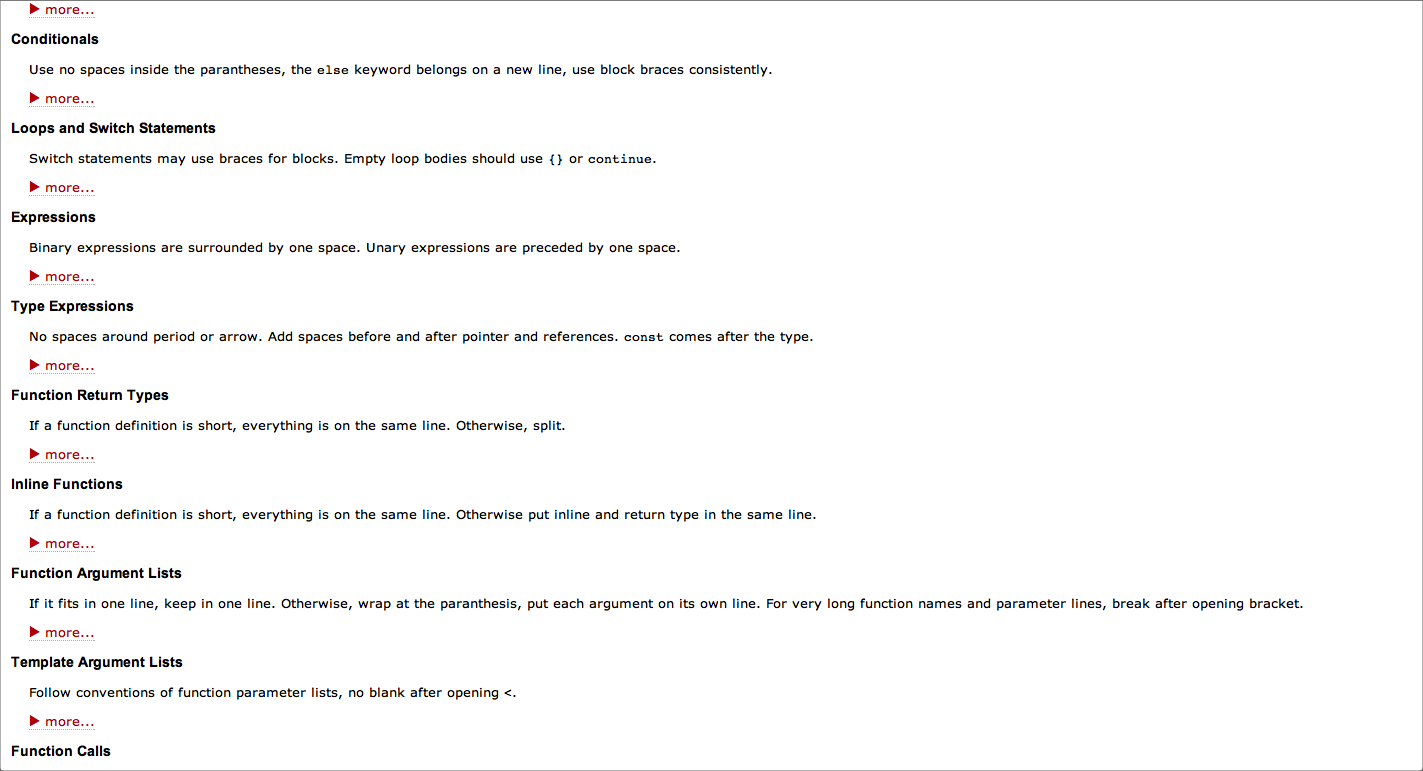 ▶ more...
Conditionals
Use no spaces inside the parantheses, the else keyword belongs on a new line, use block braces consistently.
▶ more...
Loops and Switch Statements
Switch statements may use braces for blocks. Empty loop bodies should use {} or continue.
▶ more...
Expressions
Binary expressions are surrounded by one space. Unary expressions are preceded by one space.
▶ more...
Type Expressions
No spaces around period or arrow. Add spaces before and after pointer and references. const comes after the type.
▶ more...
Function Return Types
If a function definition is short, everything is on the same line. Otherwise, split.
▶ more...
Inline Functions
If a function definition is short, everything is on the same line. Otherwise put inline and return type in the same line.
▶ more...
Function Argument Lists
If it fits in one line, keep in one line. Otherwise, wrap at the paranthesis, put each argument on its own line. For very long function names and parameter lines, break after opening bracket.
▶ more...
Template Argument Lists
Follow conventions of function parameter lists, no blank after opening <.
▶ more...
Function Calls